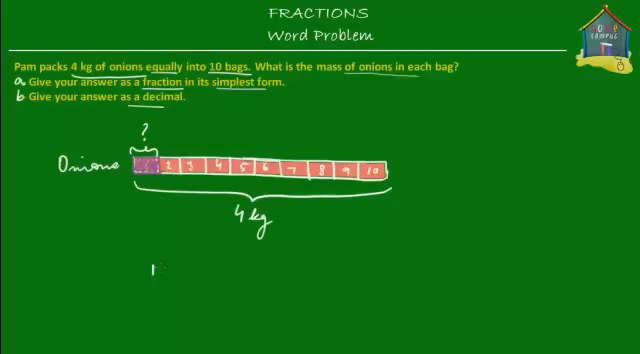 FRACTIONS
Word Problem
HOME CAMPUS
Pam packs 4 kg of onions equally into 10 bags. What is the mass of onions in each bag?
a. Give your answer as a fraction in its simplest form.
b. Give your answer as a decimal.
?
Onions 2 3 4 5 6 7 8 9 10
4 kg